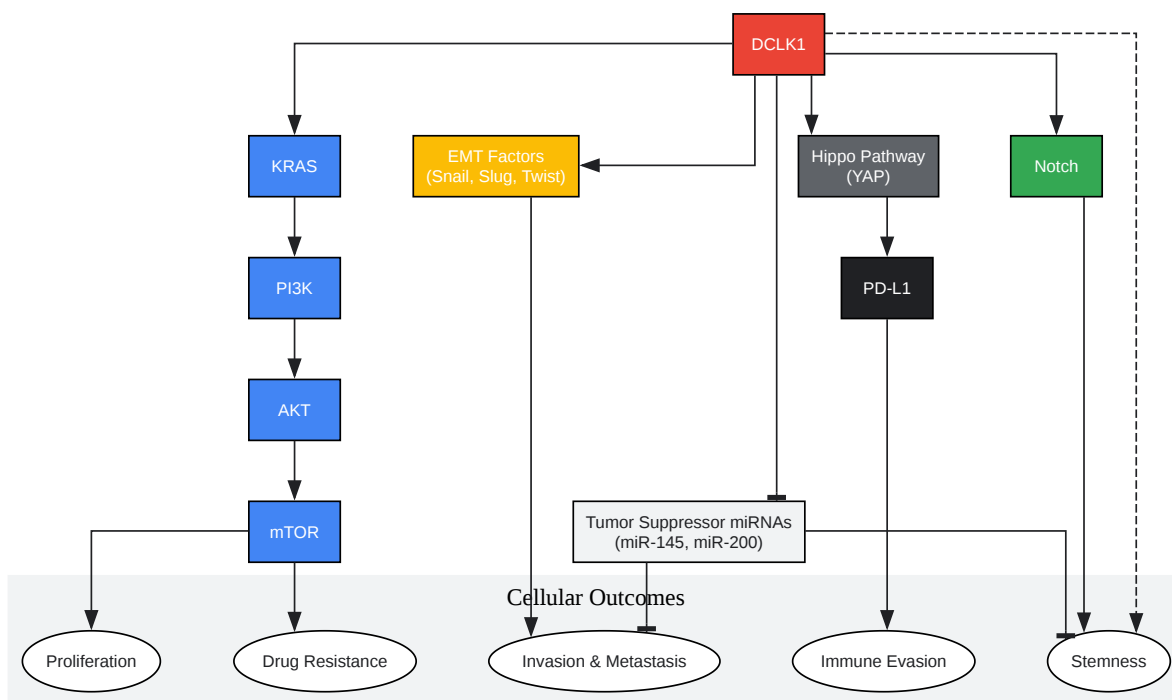 DCLK1
KRAS
EMT Factors
(Snail, Slug, Twist)
Hippo Pathway
(YAP)
Notch
PI3K
PD-L1
AKT
mTOR
Tumor Suppressor miRNAs
(miR-145, miR-200)
Cellular Outcomes
Proliferation
Drug Resistance
Invasion & Metastasis
Immune Evasion
Stemness